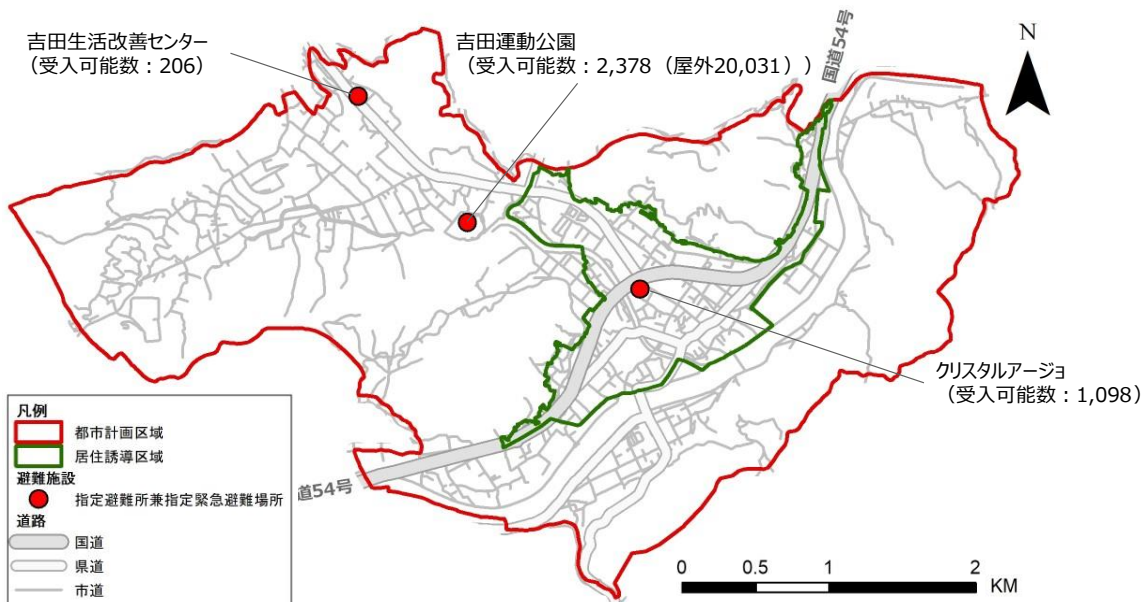 吉田生活改善センター
（受入可能数：206）
吉田運動公園
（受入可能数：2,378（屋外20,031））
国道54号
N
クリスタルアージョ
（受入可能数：1,098）
道54号
凡例
都市計画区域
居住誘導区域
避難施設
指定避難所兼指定緊急避難場所
道路
国道
県道
市道
0 0.5 1 2
KM